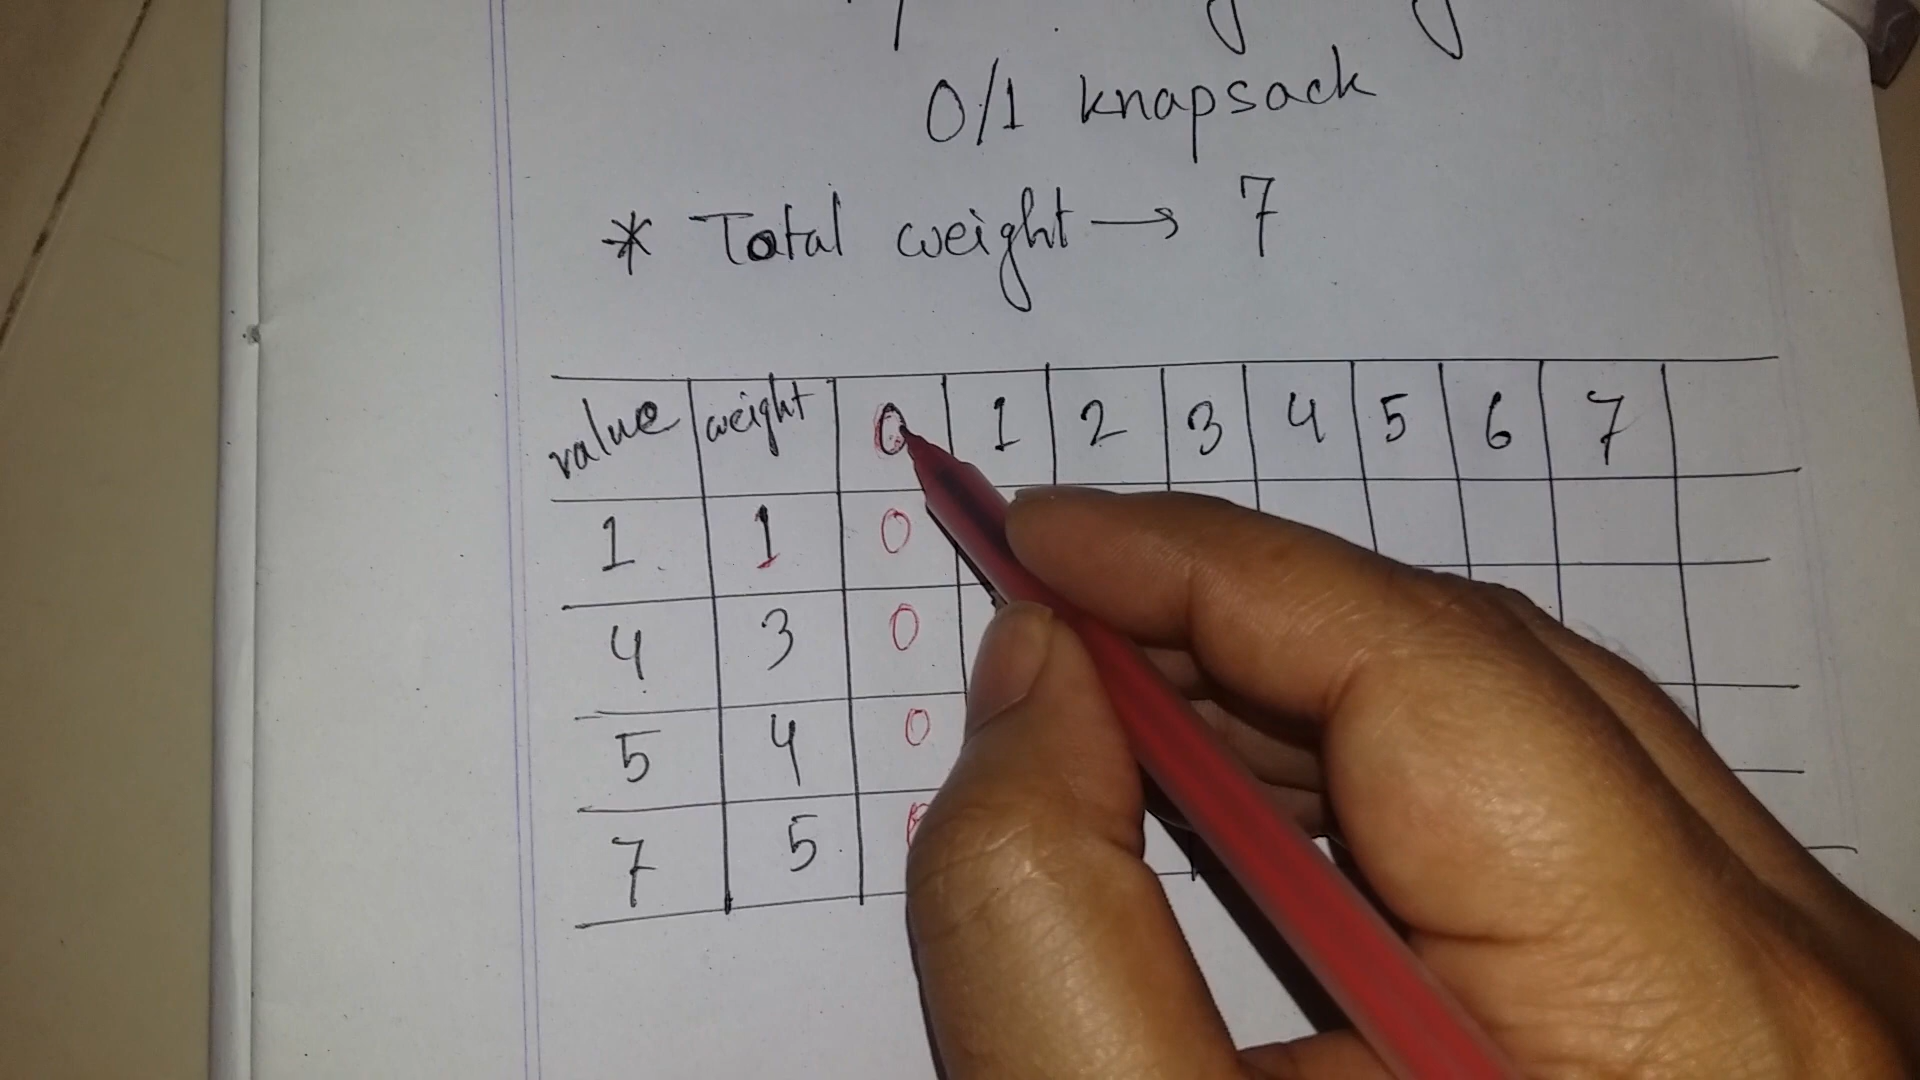 0/1 knapsack
* Total weight → 7
value weight 0 1 2 3 4 5 6 7
1 1 0
4 3 0
5 4 0
7 5